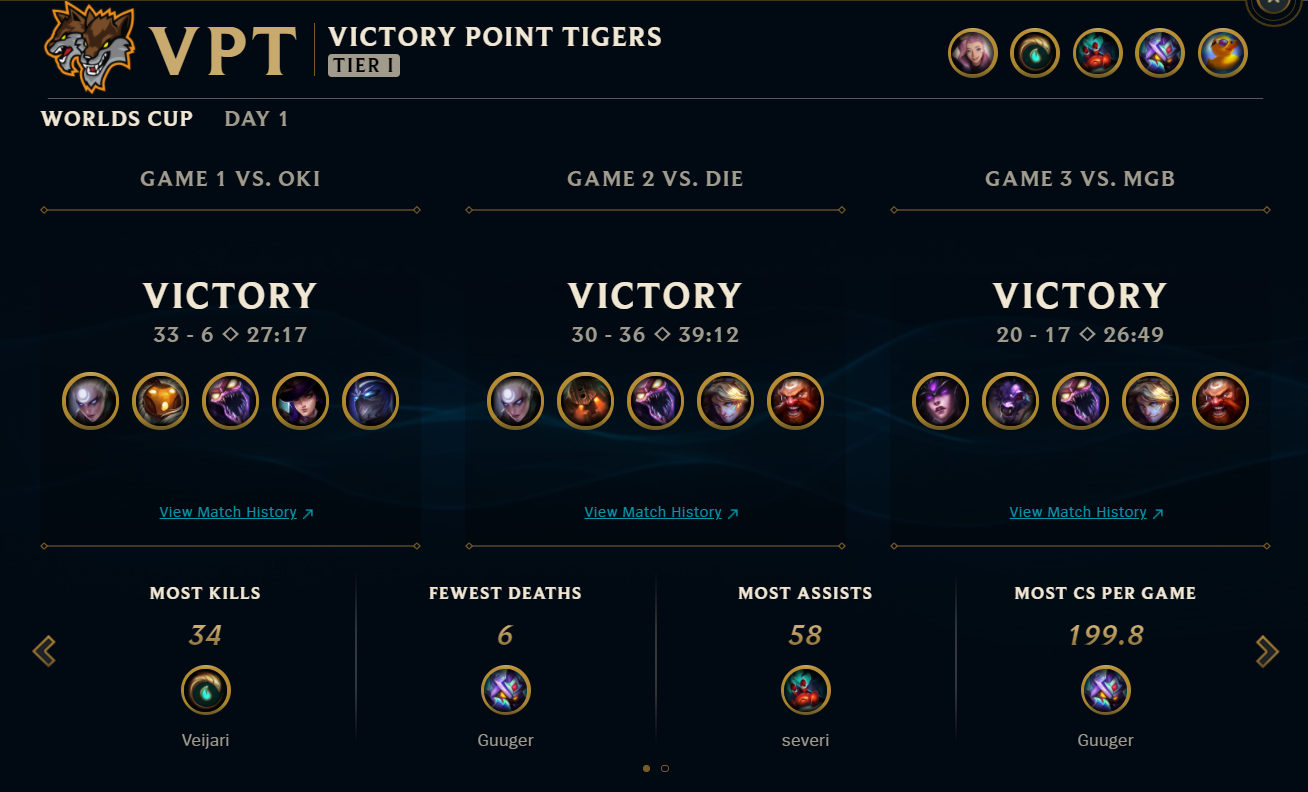 VPT
VICTORY POINT TIGERS
TIER I
WORLDS CUP DAY 1
GAME 1 VS. OKI
GAME 2 VS. DIE
GAME 3 VS. MGB
VICTORY
33 - 6 ◇ 27:17
VICTORY
30 - 36 ◇ 39:12
VICTORY
20 - 17 ◇ 26:49
View Match History ↗
View Match History ↗
View Match History ↗
MOST KILLS
34
Veijari
FEWEST DEATHS
6
Guuger
MOST ASSISTS
58
severi
MOST CS PER GAME
199.8
Guuger